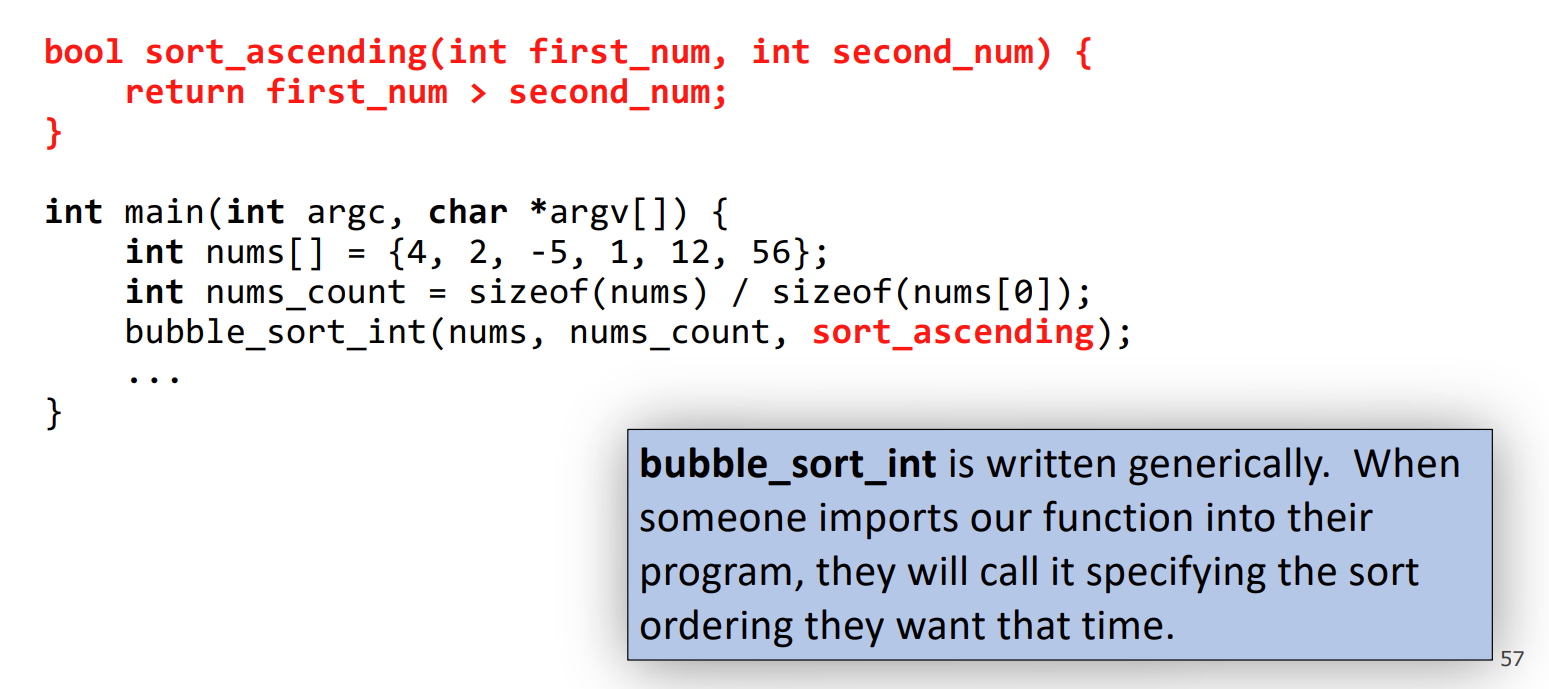 bool sort_ascending(int first_num, int second_num) {
    return first_num > second_num;
}
int main(int argc, char *argv[]) {
    int nums[] = {4, 2, -5, 1, 12, 56};
    int nums_count = sizeof(nums) / sizeof(nums[0]);
    bubble_sort_int(nums, nums_count, sort_ascending);
    ...
}
bubble_sort_int is written generically.  When
someone imports our function into their
program, they will call it specifying the sort
ordering they want that time.
57